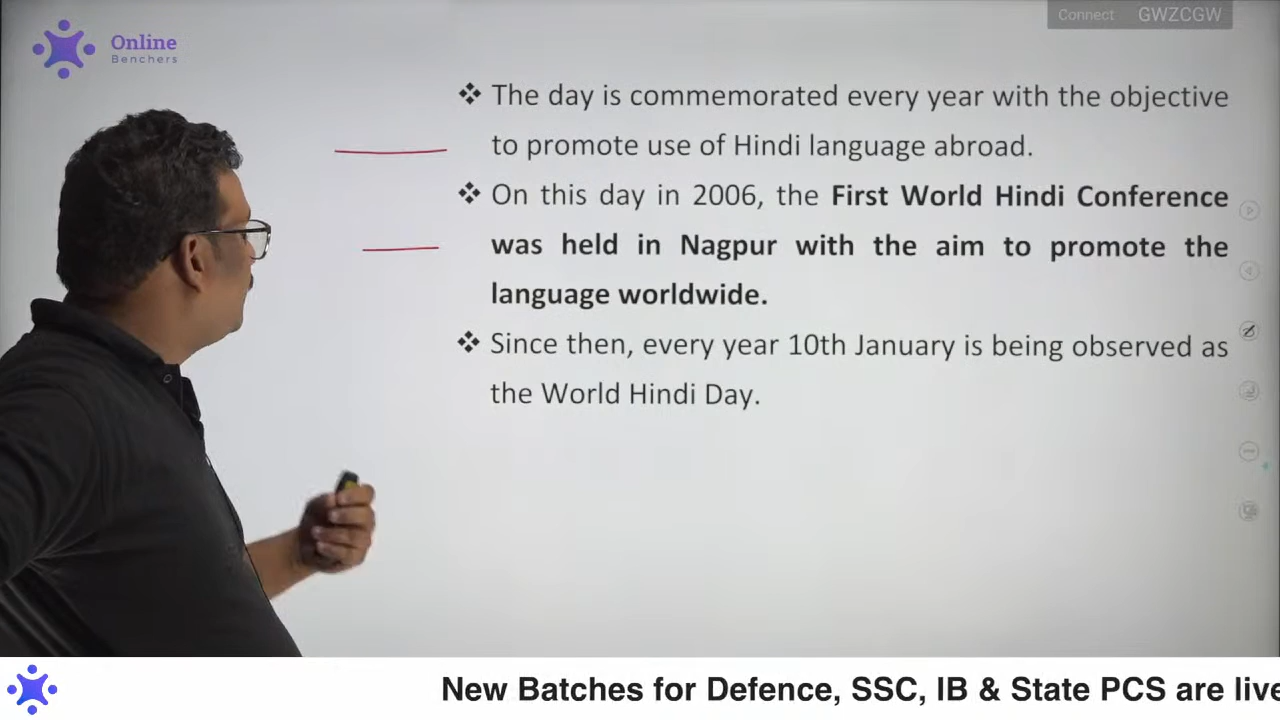 Connect GWZCGW
Online
Benchers
❖ The day is commemorated every year with the objective
to promote use of Hindi language abroad.
❖ On this day in 2006, the First World Hindi Conference
was held in Nagpur with the aim to promote the
language worldwide.
❖ Since then, every year 10th January is being observed as
the World Hindi Day.
New Batches for Defence, SSC, IB & State PCS are live